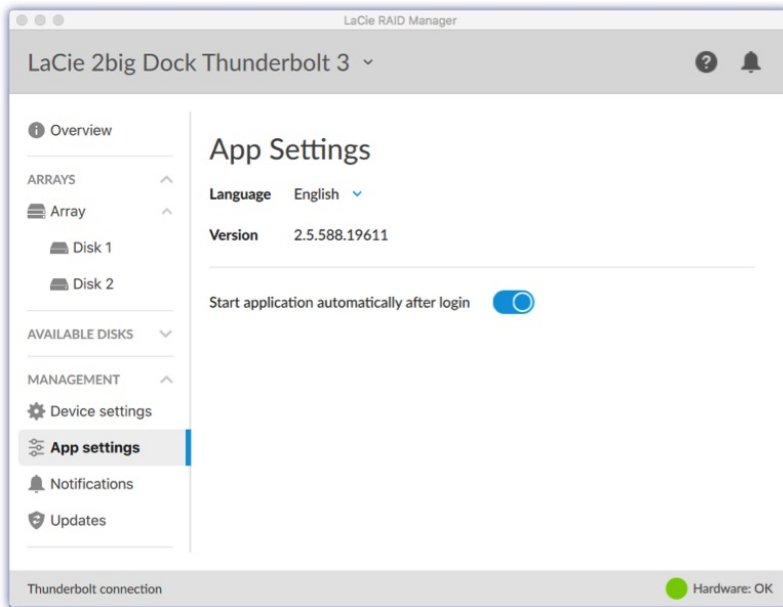 LaCie RAID Manager
LaCie 2big Dock Thunderbolt 3
Overview
ARRAYS
Array
Disk 1
Disk 2
AVAILABLE DISKS
MANAGEMENT
Device settings
App settings
Notifications
Updates
App Settings
Language English
Version 2.5.588.19611
Start application automatically after login
Thunderbolt connection
Hardware: OK